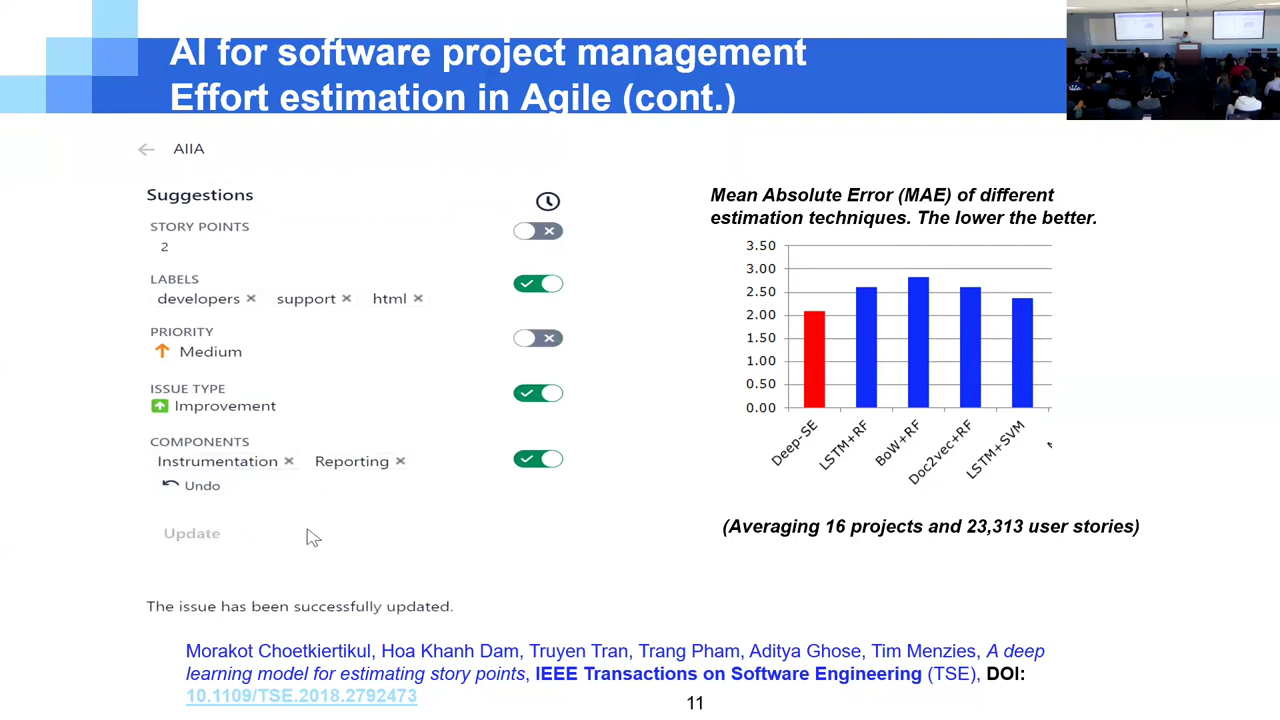 AI for software project management
Effort estimation in Agile (cont.)
AIIA
Suggestions
STORY POINTS
2
LABELS
developers × support × html ×
PRIORITY
Medium
ISSUE TYPE
Improvement
COMPONENTS
Instrumentation × Reporting ×
Undo
Update
The issue has been successfully updated.
Mean Absolute Error (MAE) of different
estimation techniques. The lower the better.
3.50
3.00
2.50
2.00
1.50
1.00
0.50
0.00
Deep-SE
LSTM+RF
BoW+RF
Doc2vec+RF
LSTM+SVM
(Averaging 16 projects and 23,313 user stories)
Morakot Choetkiertikul, Hoa Khanh Dam, Truyen Tran, Trang Pham, Aditya Ghose, Tim Menzies, A deep
learning model for estimating story points, IEEE Transactions on Software Engineering (TSE), DOI:
10.1109/TSE.2018.2792473
11